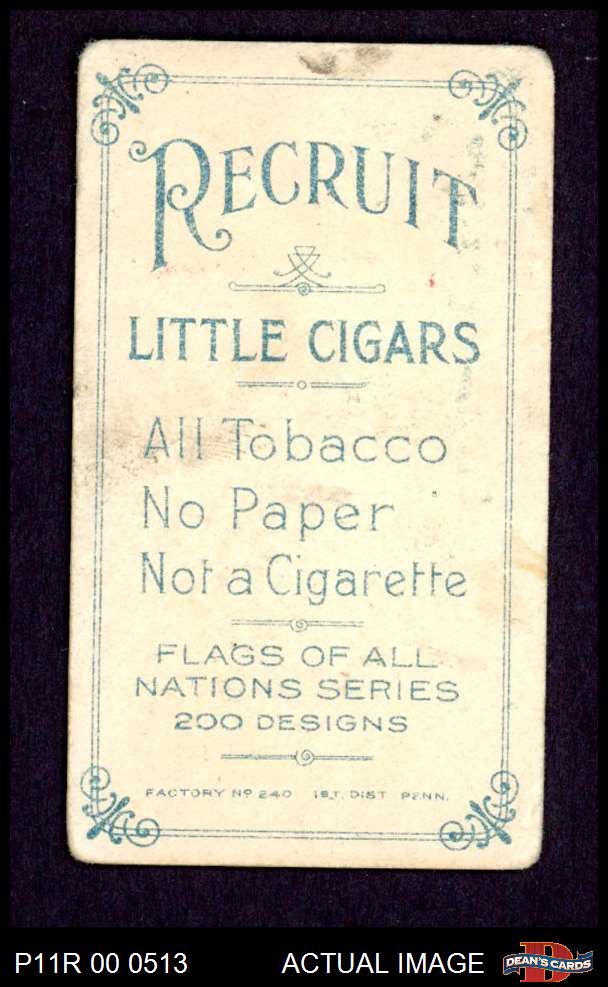 RECRUIT
LITTLE CIGARS
All Tobacco
No Paper
Not a Cigarette
FLAGS OF ALL
NATIONS SERIES
200 DESIGNS
FACTORY Nº 240 1ST. DIST PENN.
P11R 00 0513 ACTUAL IMAGE DEAN'S CARDS